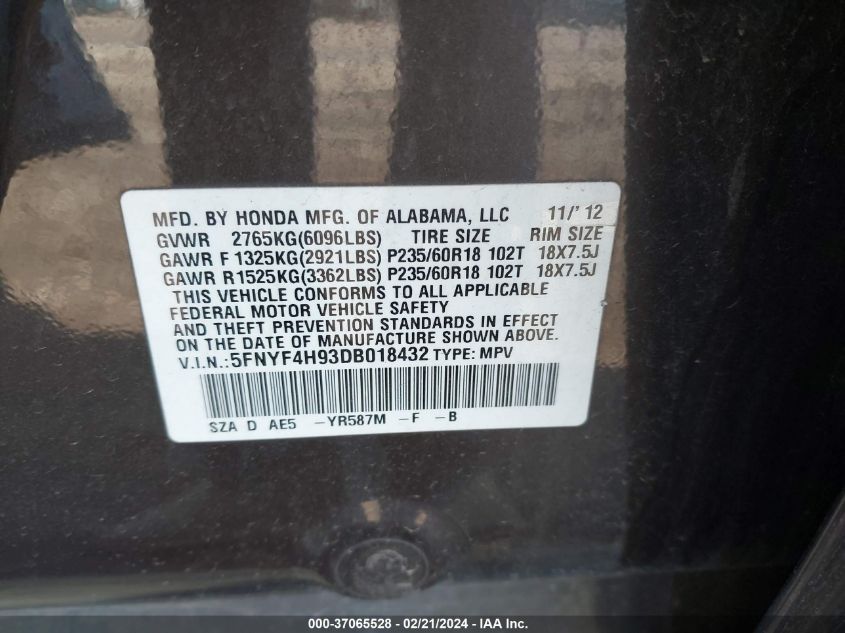 MFD. BY HONDA MFG. OF ALABAMA, LLC 11/' 12
GVWR 2765KG(6096LBS) TIRE SIZE RIM SIZE
GAWR F 1325KG(2921LBS) P235/60R18 102T 18X7.5J
GAWR R 1525KG(3362LBS) P235/60R18 102T 18X7.5J
THIS VEHICLE CONFORMS TO ALL APPLICABLE
FEDERAL MOTOR VEHICLE SAFETY
AND THEFT PREVENTION STANDARDS IN EFFECT
ON THE DATE OF MANUFACTURE SHOWN ABOVE.
V.I.N.:5FNYF4H93DB018432 TYPE: MPV
SZA D AE5 -YR587M -F -B
000-37065528 - 02/21/2024 - IAA Inc.